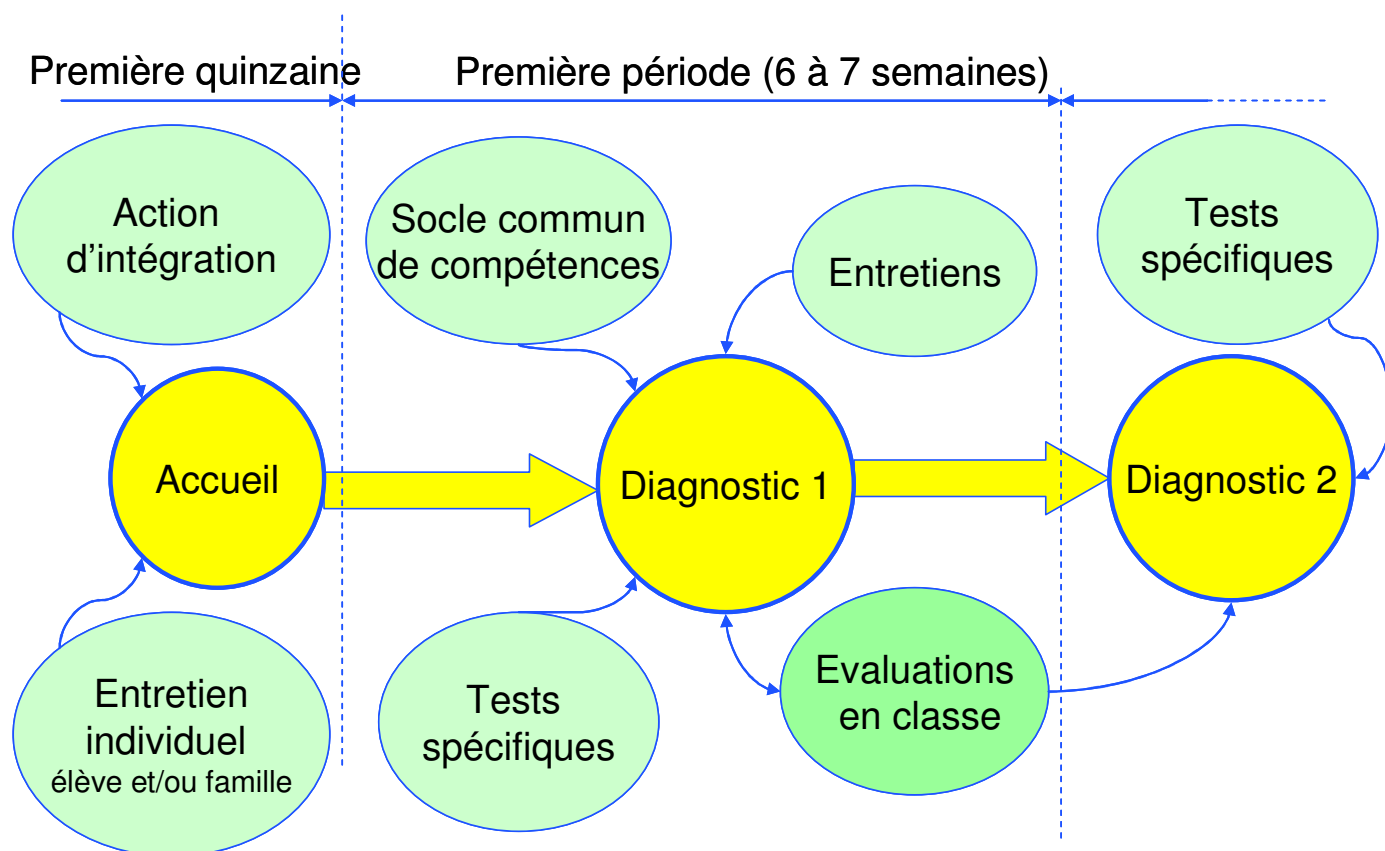 Première quinzaine
Première période (6 à 7 semaines)
Action
d’intégration
Socle commun
de compétences
Entretiens
Tests
spécifiques
Accueil
Diagnostic 1
Diagnostic 2
Entretien
individuel
élève et/ou famille
Tests
spécifiques
Evaluations
en classe